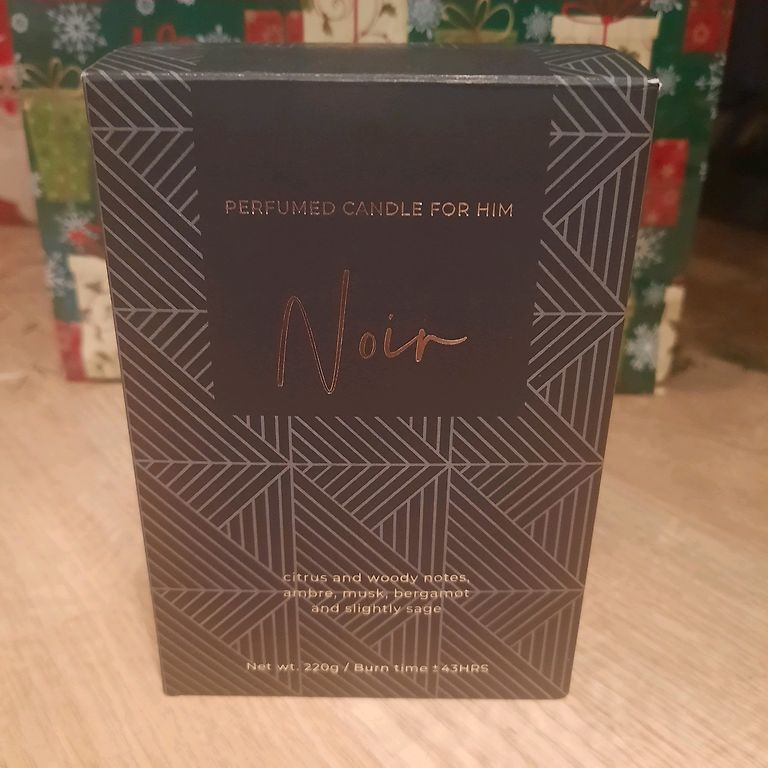 PERFUMED CANDLE FOR HIM
Noir
citrus and woody notes,
ambre, musk, bergamot
and slightly sage
Net wt. 220g / Burn time ±43HRS